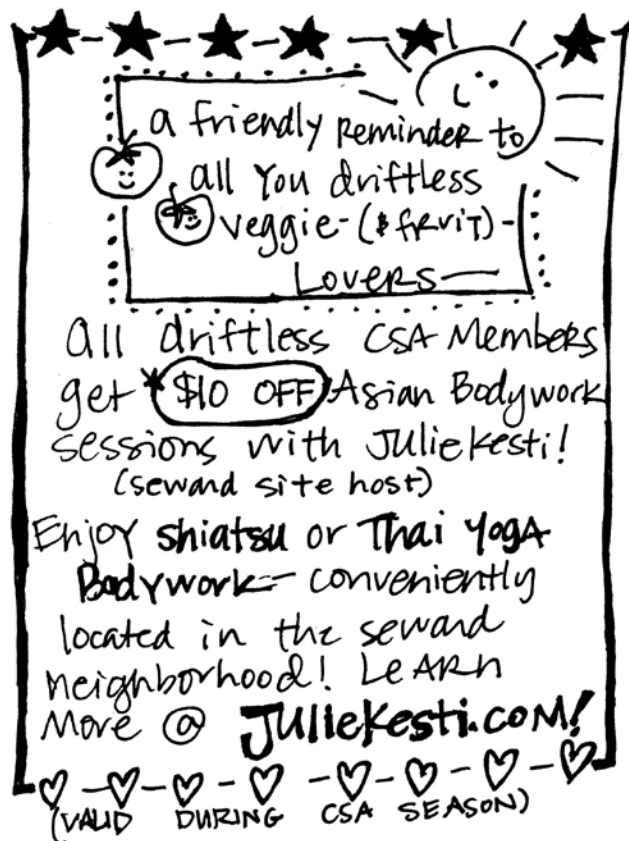 a friendly reminder to
all you driftless
veggie-($ fruit)-
Lovers—
all driftless CSA Members
get *$10 OFF Asian Bodywork
sessions with Julie Kesti!
(seward site host)
Enjoy shiatsu or Thai Yoga
Bodywork— conveniently
located in the seward
neighborhood! Learn
More @ JulieKesti.com!
(VALID DURING CSA SEASON)